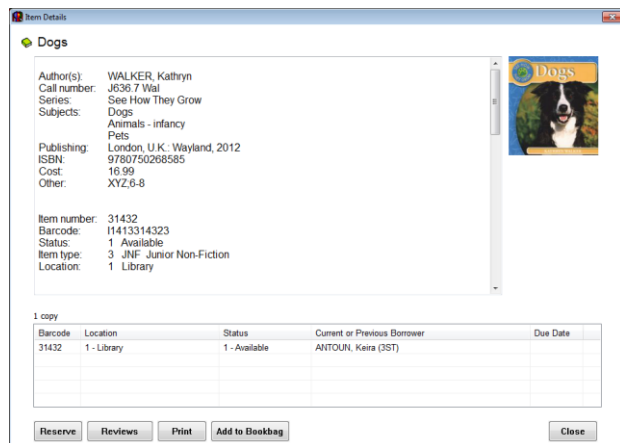 Item Details
Dogs
Author(s): WALKER, Kathryn
Call number: J636.7 Wal
Series: See How They Grow
Subjects: Dogs
Animals - infancy
Pets
Publishing: London, U.K.: Wayland, 2012
ISBN: 9780750268585
Cost: 16.99
Other: XYZ;6-8
Item number: 31432
Barcode: I1413314323
Status: 1 Available
Item type: 3 JNF Junior Non-Fiction
Location: 1 Library
Dogs
1 copy
Barcode Location Status Current or Previous Borrower Due Date
31432 1 - Library 1 - Available ANTOUN, Keira (3ST)
Reserve Reviews Print Add to Bookbag Close